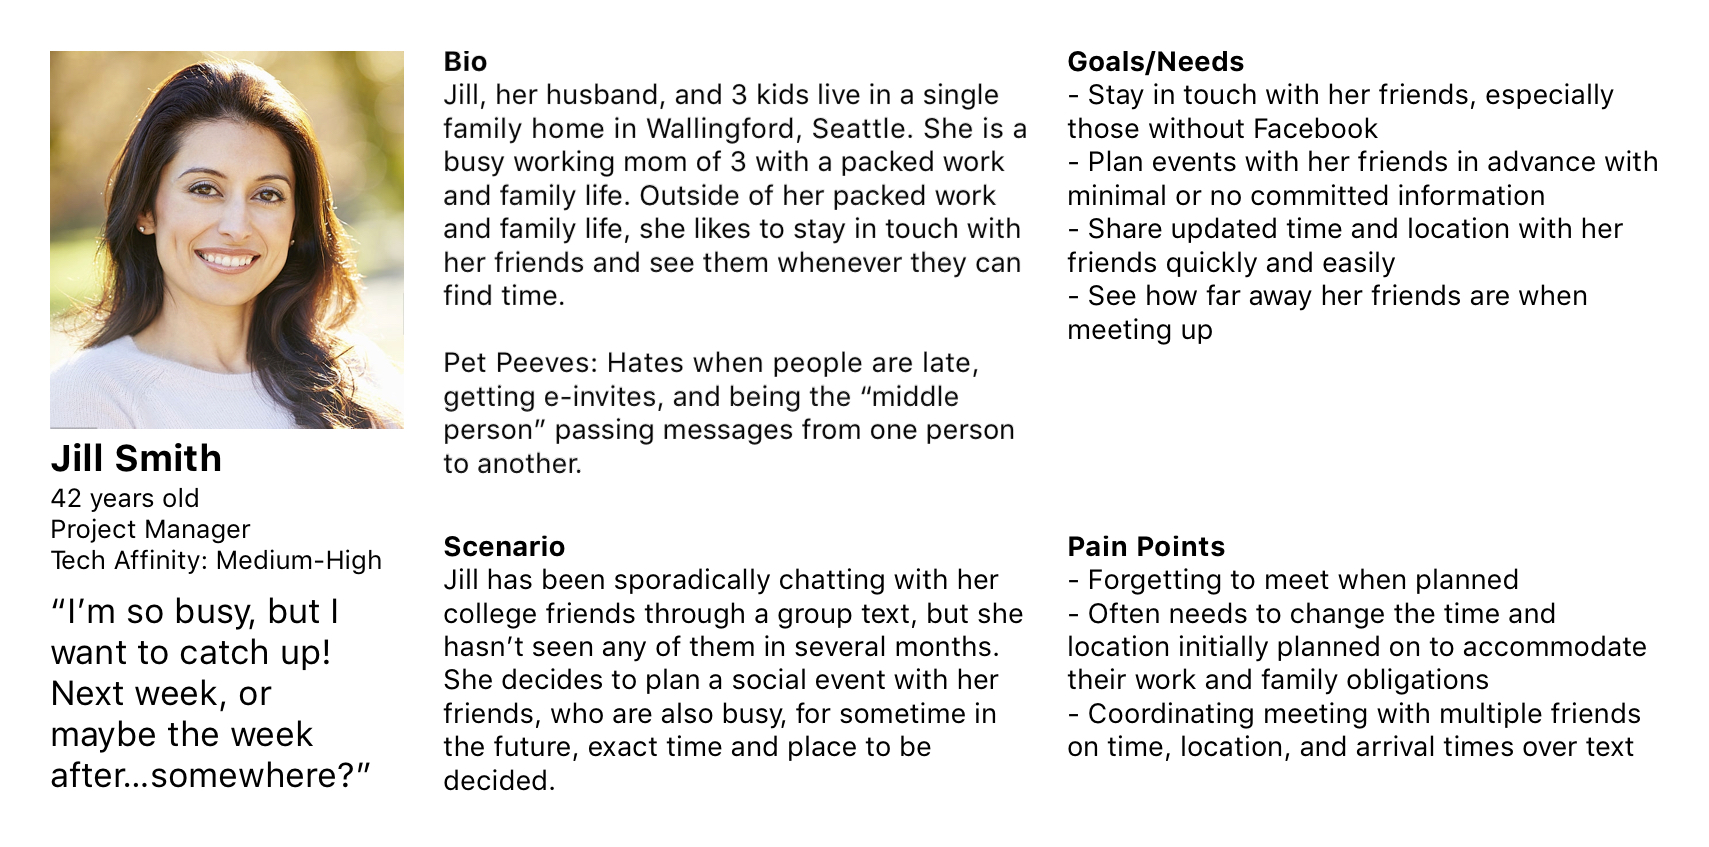 Jill Smith
42 years old
Project Manager
Tech Affinity: Medium-High
“I’m so busy, but I
want to catch up!
Next week, or
maybe the week
after...somewhere?”
Bio
Jill, her husband, and 3 kids live in a single
family home in Wallingford, Seattle. She is a
busy working mom of 3 with a packed work
and family life. Outside of her packed work
and family life, she likes to stay in touch with
her friends and see them whenever they can
find time.
Pet Peeves: Hates when people are late,
getting e-invites, and being the “middle
person” passing messages from one person
to another.
Scenario
Jill has been sporadically chatting with her
college friends through a group text, but she
hasn’t seen any of them in several months.
She decides to plan a social event with her
friends, who are also busy, for sometime in
the future, exact time and place to be
decided.
Goals/Needs
- Stay in touch with her friends, especially
those without Facebook
- Plan events with her friends in advance with
minimal or no committed information
- Share updated time and location with her
friends quickly and easily
- See how far away her friends are when
meeting up
Pain Points
- Forgetting to meet when planned
- Often needs to change the time and
location initially planned on to accommodate
their work and family obligations
- Coordinating meeting with multiple friends
on time, location, and arrival times over text